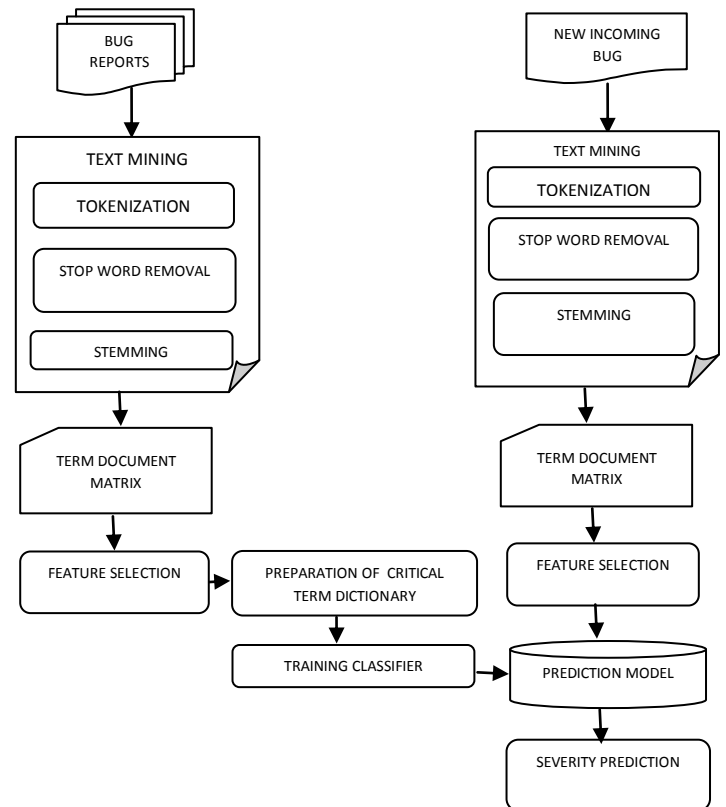 BUG
REPORTS
TEXT MINING
TOKENIZATION
STOP WORD REMOVAL
STEMMING
TERM DOCUMENT
MATRIX
FEATURE SELECTION
PREPARATION OF CRITICAL
TERM DICTIONARY
TRAINING CLASSIFIER
NEW INCOMING
BUG
TEXT MINING
TOKENIZATION
STOP WORD REMOVAL
STEMMING
TERM DOCUMENT
MATRIX
FEATURE SELECTION
PREDICTION MODEL
SEVERITY PREDICTION